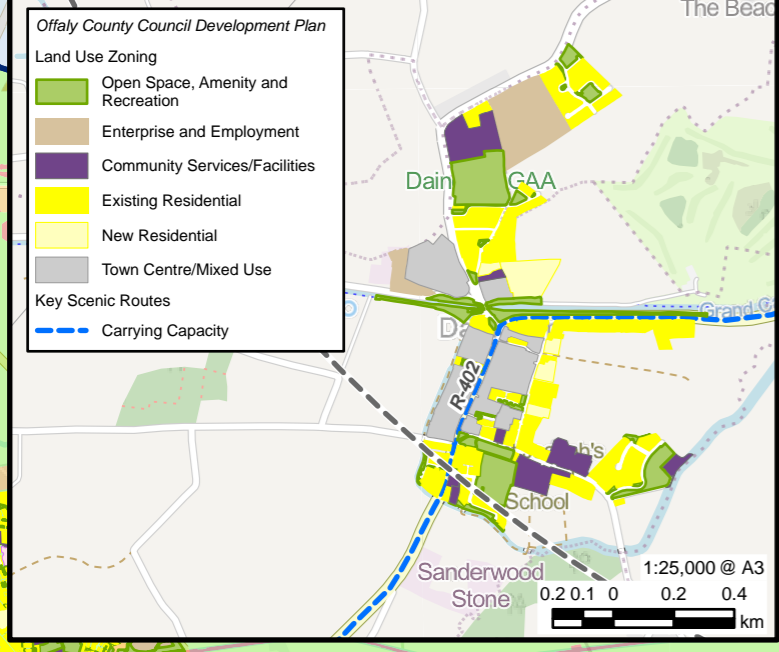 Offaly County Council Development Plan
Land Use Zoning
Open Space, Amenity and
Recreation
Enterprise and Employment
Community Services/Facilities
Existing Residential
New Residential
Town Centre/Mixed Use
Key Scenic Routes
Carrying Capacity
The Beac
GAA
Grand C
R-402
School
Sanderwood
Stone
1:25,000 @ A3
0.2 0.1 0 0.2 0.4
km